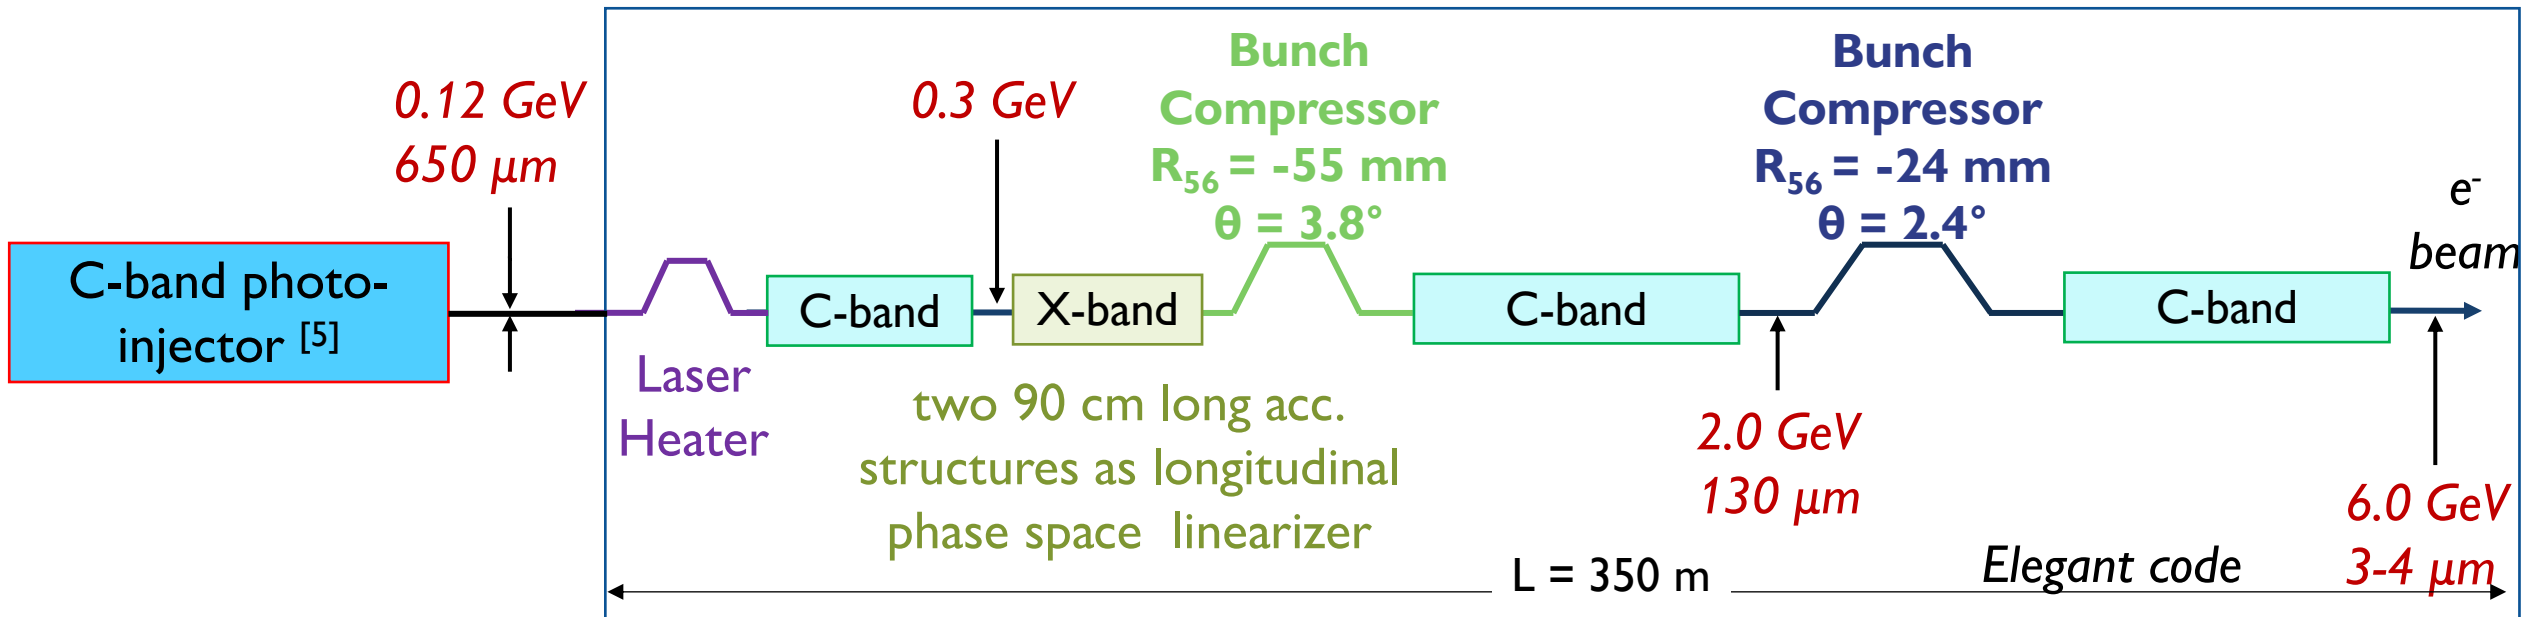 0.12 GeV
650 μm
0.3 GeV
Bunch
Compressor
R56 = -55 mm
θ = 3.8°
Bunch
Compressor
R56 = -24 mm
θ = 2.4°
e-
beam
C-band photo-
injector [5]
Laser
Heater
C-band
X-band
C-band
C-band
two 90 cm long acc.
structures as longitudinal
phase space linearizer
2.0 GeV
130 μm
6.0 GeV
3-4 μm
L = 350 m
Elegant code